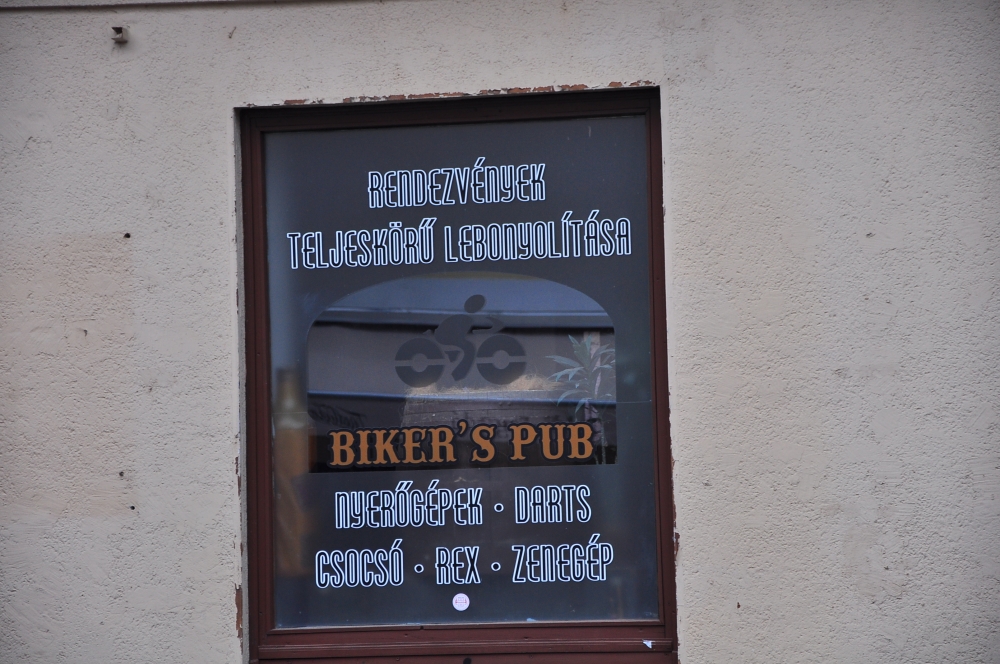 RENDEZVÉNYEK
TELJESKÖRŰ LEBONYOLÍTÁSA
BIKER'S PUB
NYERŐGÉPEK • DARTS
CSOCSÓ • REX • ZENEGÉP